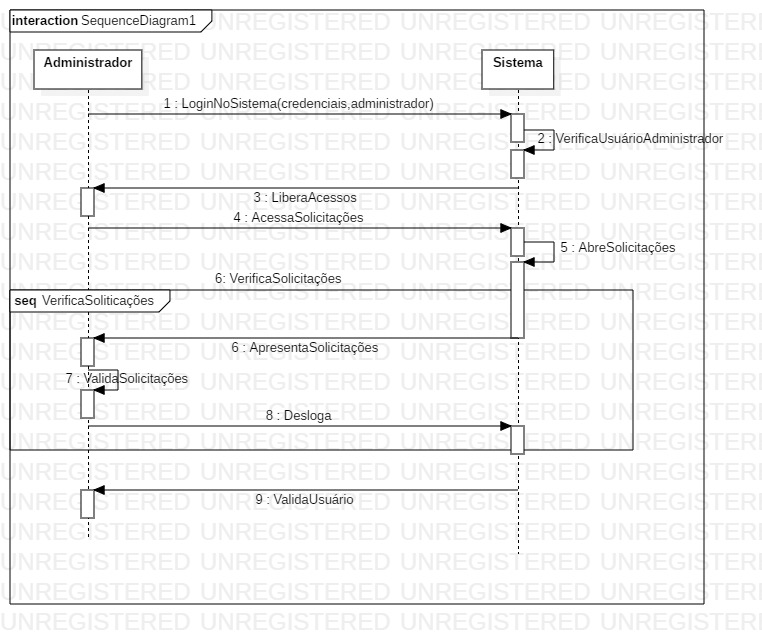 interaction SequenceDiagram1
Administrador
Sistema
1 : LoginNoSistema(credenciais,administrador)
2 : VerificaUsuárioAdministrador
3 : LiberaAcessos
4 : AcessaSolicitações
5 : AbreSolicitações
6: VerificaSolicitações
seq VerificaSoliticações
6 : ApresentaSolicitações
7 : ValidaSolicitações
8 : Desloga
9 : ValidaUsuário
UNREGISTERED UNREGISTERED UNREGISTERED UNREGISTERED